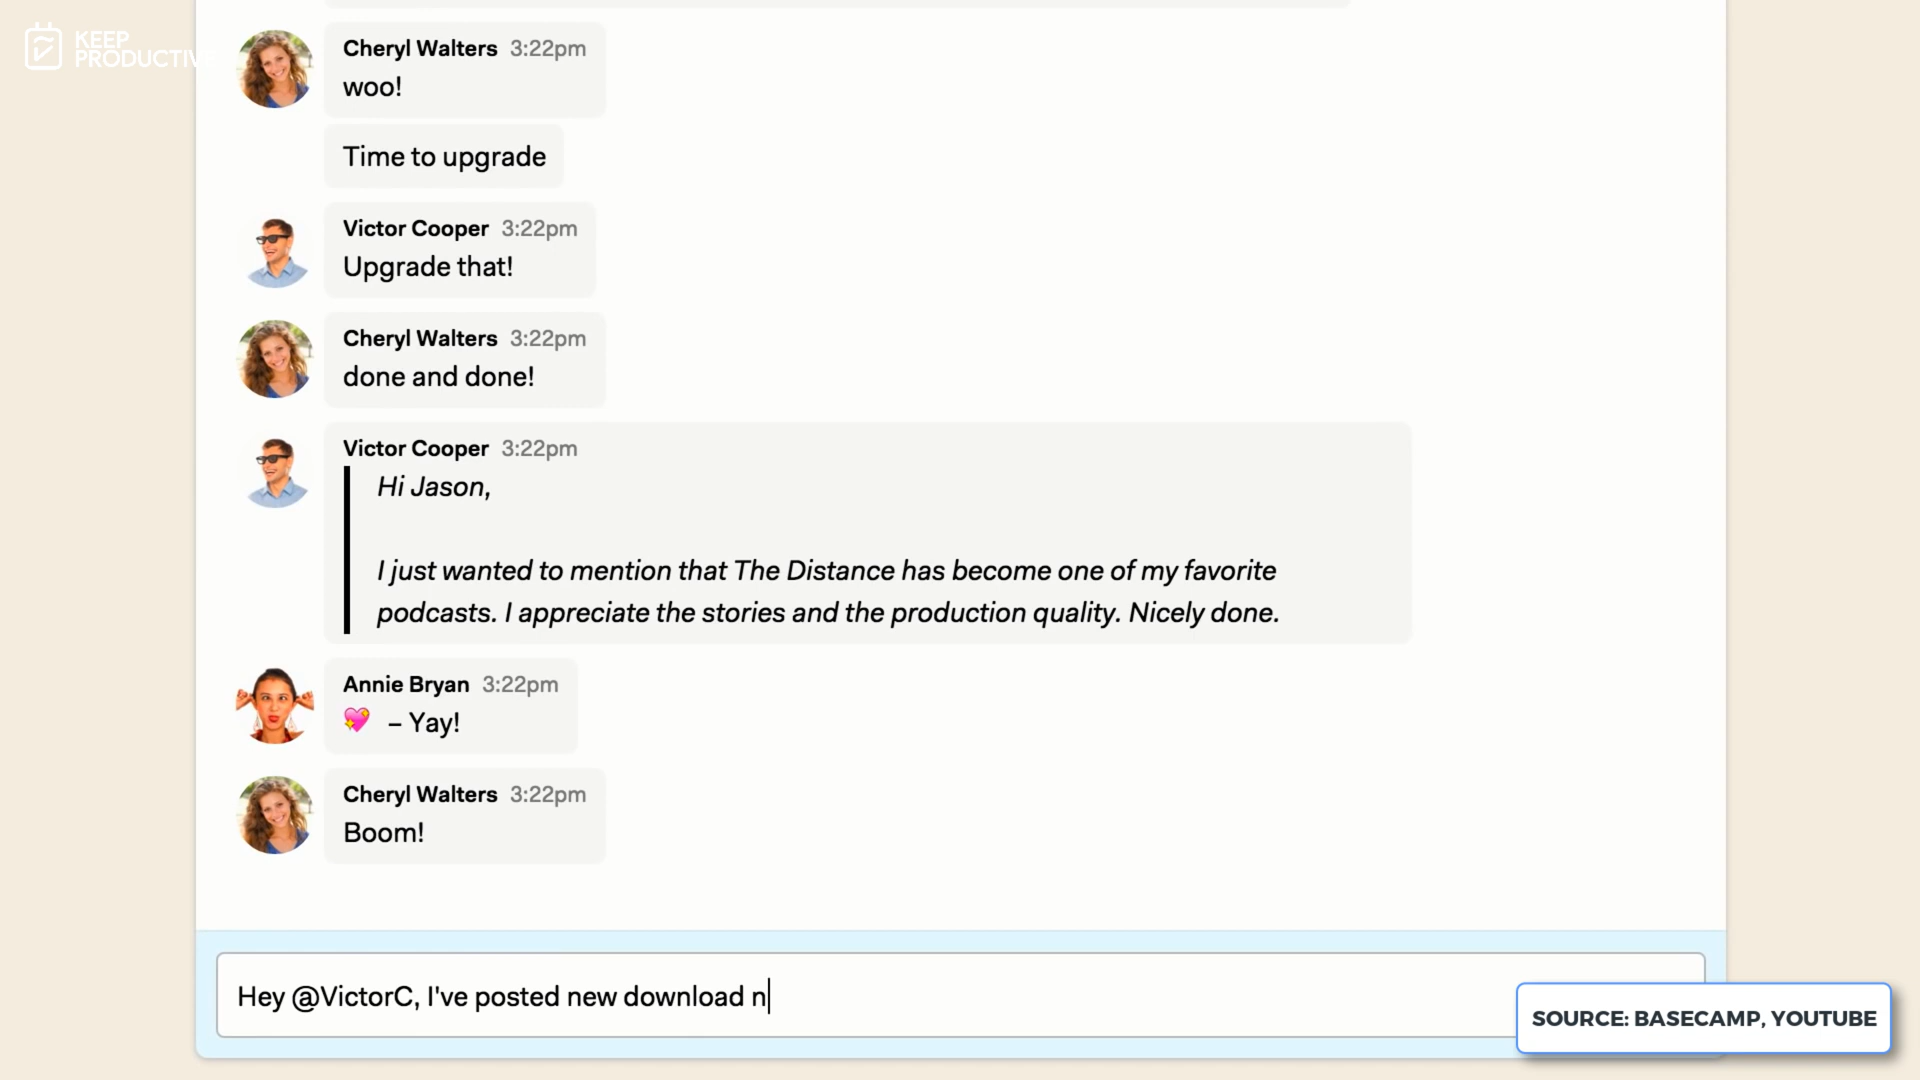 KEEP
PRODUCTIVE
Cheryl Walters 3:22pm
woo!
Time to upgrade
Victor Cooper 3:22pm
Upgrade that!
Cheryl Walters 3:22pm
done and done!
Victor Cooper 3:22pm
Hi Jason,
I just wanted to mention that The Distance has become one of my favorite
podcasts. I appreciate the stories and the production quality. Nicely done.
Annie Bryan 3:22pm
💖 – Yay!
Cheryl Walters 3:22pm
Boom!
Hey @VictorC, I've posted new download n
SOURCE: BASECAMP, YOUTUBE